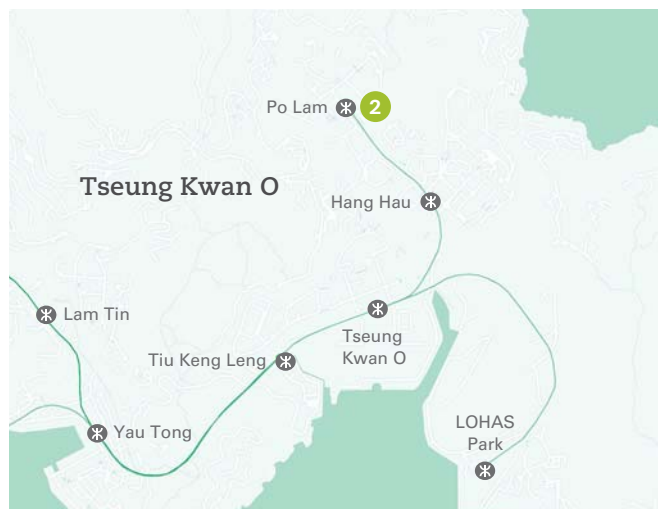 Po Lam 2
Tseung Kwan O
Hang Hau
Lam Tin
Tseung
Kwan O
Tiu Keng Leng
LOHAS
Park
Yau Tong